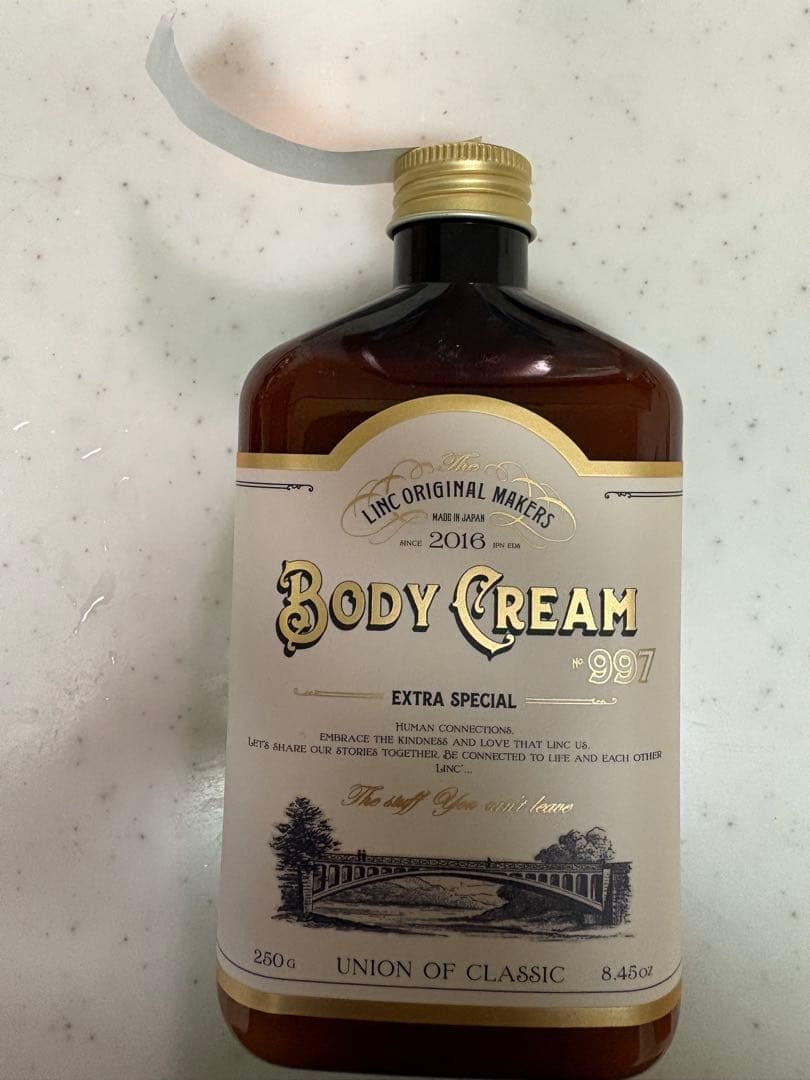 The
LINC ORIGINAL MAKERS
MADE IN JAPAN
SINCE 2016 JPN EDS
BODY CREAM
No 997
EXTRA SPECIAL
HUMAN CONNECTIONS.
EMBRACE THE KINDNESS AND LOVE THAT LINC US.
LET'S SHARE OUR STORIES TOGETHER. BE CONNECTED TO LIFE AND EACH OTHER
'LINC'...
The stuff You can't leave
250G UNION OF CLASSIC 8.45oz